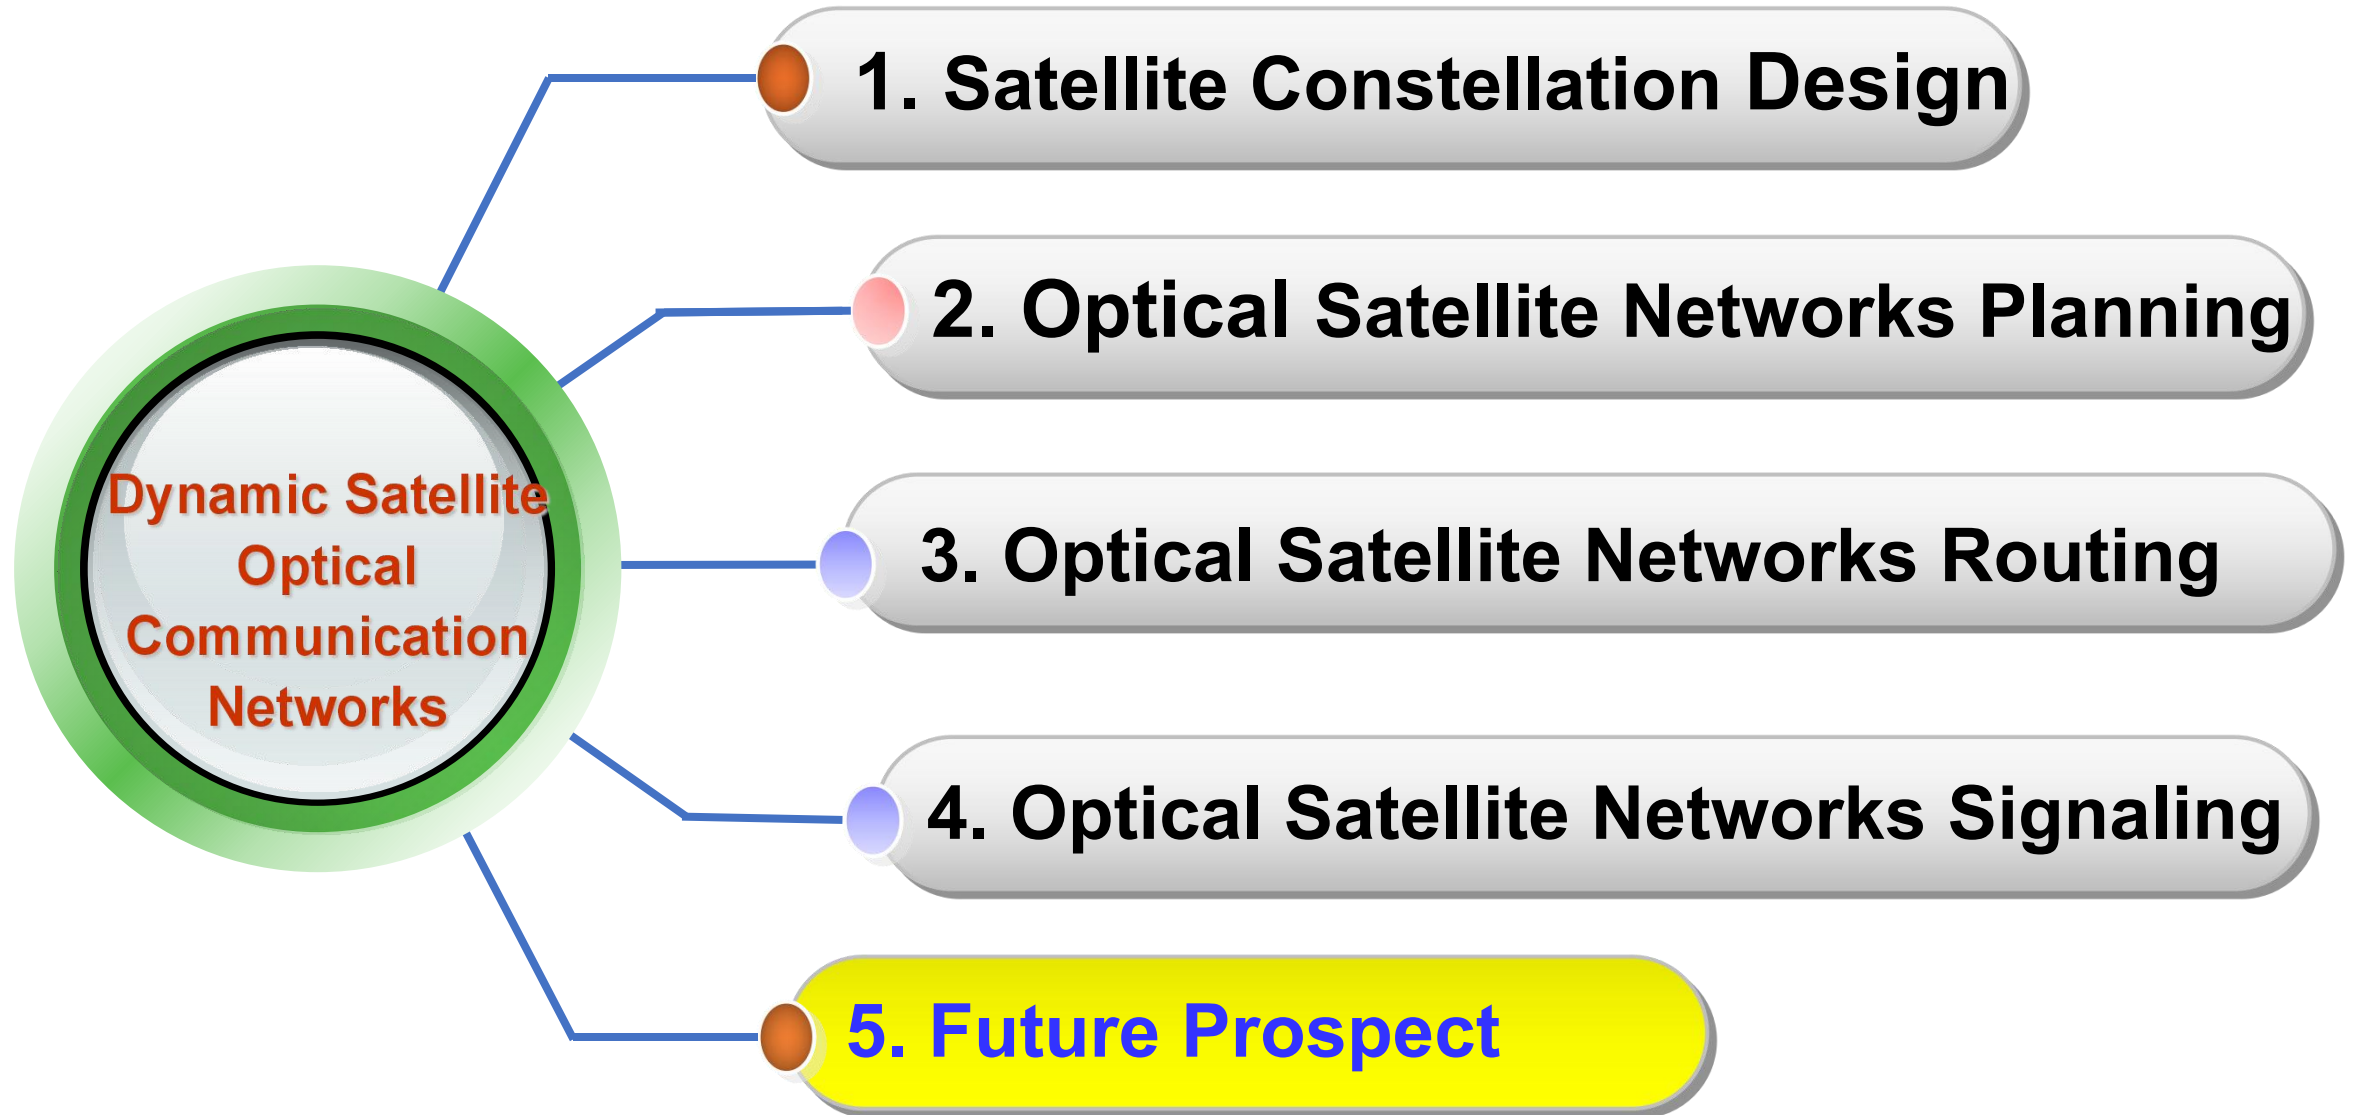 1. Satellite Constellation Design
2. Optical Satellite Networks Planning
Dynamic Satellite
Optical
Communication
Networks
3. Optical Satellite Networks Routing
4. Optical Satellite Networks Signaling
5. Future Prospect